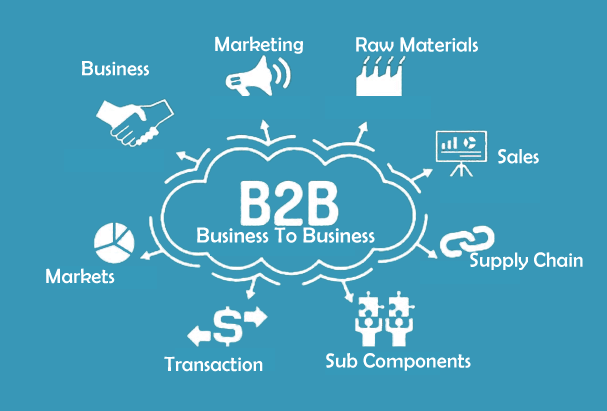 Marketing
Raw Materials
Business
Sales
B2B
Business To Business
Supply Chain
Markets
$
Transaction
Sub Components